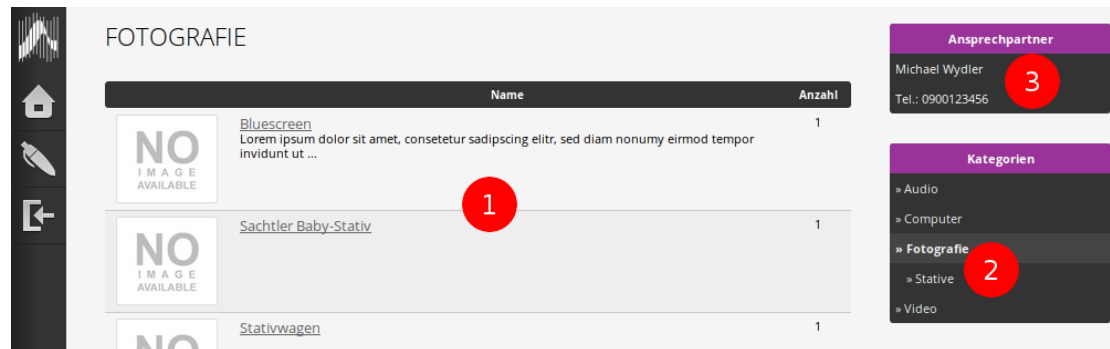 FOTOGRAFIE
Name Anzahl
NO
IMAGE
AVAILABLE
Bluescreen 1
Lorem ipsum dolor sit amet, consetetur sadipscing elitr, sed diam nonumy eirmod tempor
invidunt ut ...
1
NO
IMAGE
AVAILABLE
Sachtler Baby-Stativ 1
NO
Stativwagen 1
Ansprechpartner
Michael Wydler
Tel.: 0900123456
3
Kategorien
» Audio
» Computer
» Fotografie
» Stative
2
» Video